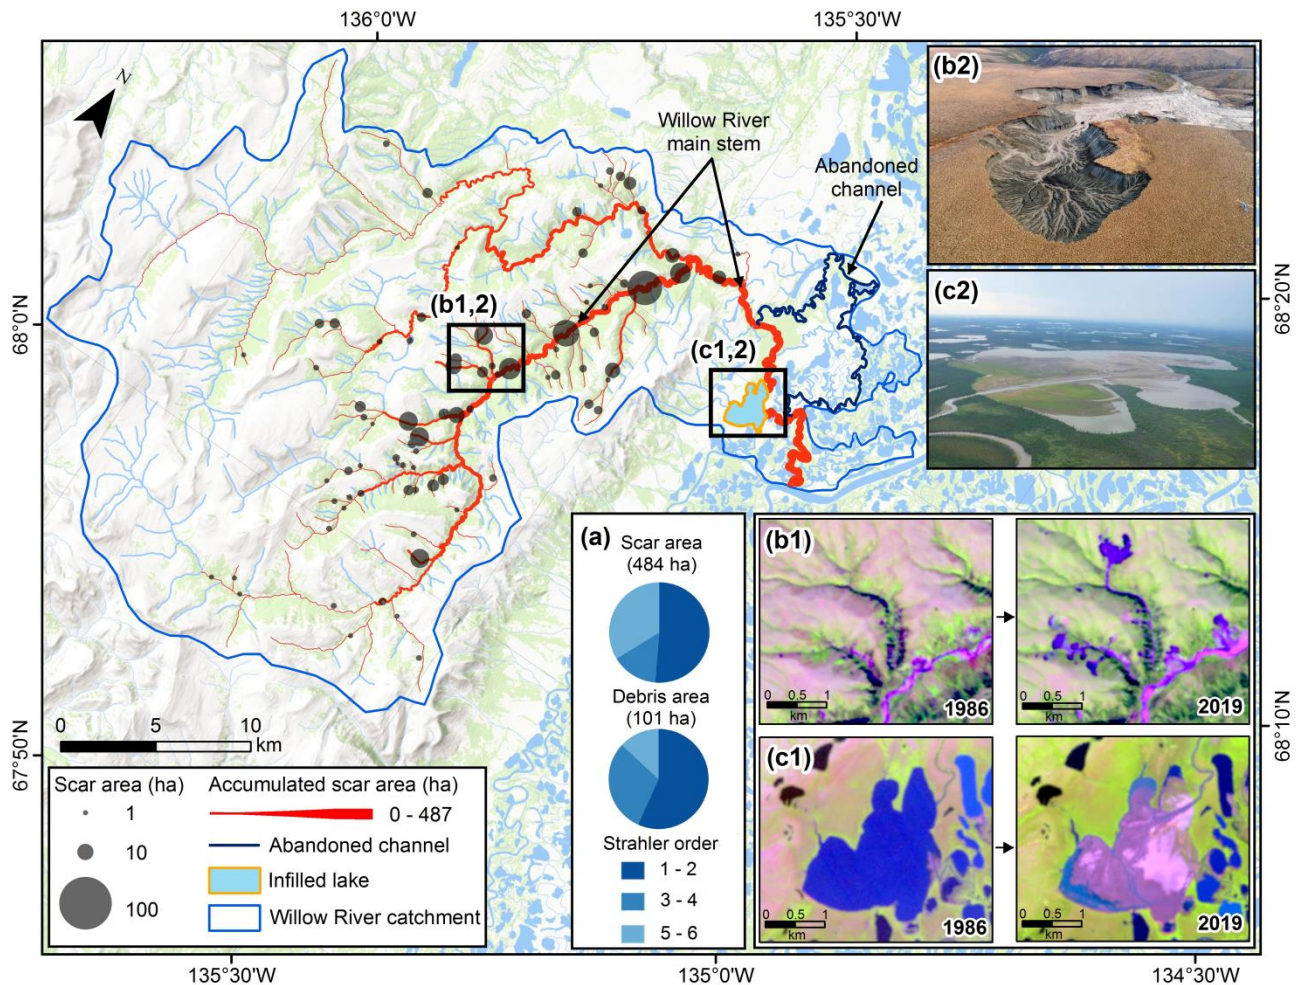 136°0'W
135°30'W
N
Willow River
main stem
Abandoned
channel
(b2)
(c2)
68°0'N
68°20'N
(b1,2)
(c1,2)
67°50'N
68°10'N
0 5 10
km
Scar area (ha)
1
10
100
Accumulated scar area (ha)
0 - 487
Abandoned channel
Infilled lake
Willow River catchment
(a)
Scar area
(484 ha)
Debris area
(101 ha)
Strahler order
1 - 2
3 - 4
5 - 6
(b1)
0 0.5 1
km
1986
0 0.5 1
km
2019
(c1)
0 0.5 1
km
1986
0 0.5 1
km
2019
135°30'W
135°0'W
134°30'W